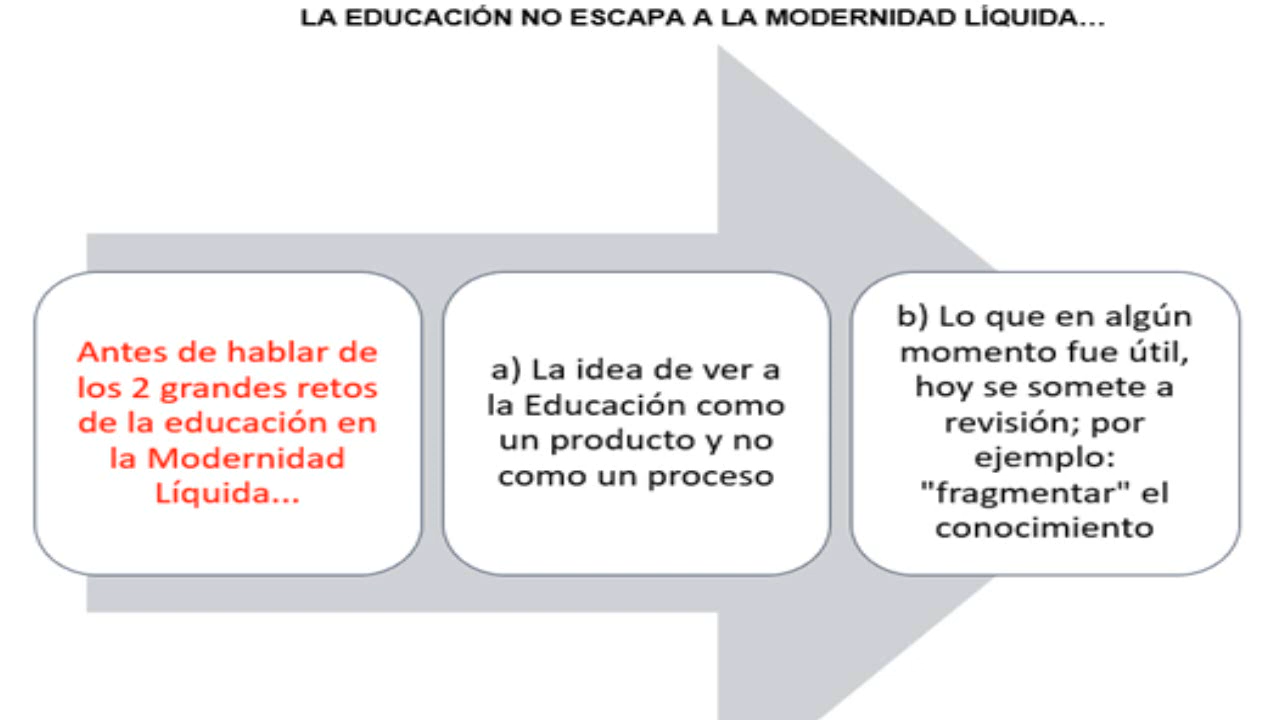 LA EDUCACIÓN NO ESCAPA A LA MODERNIDAD LÍQUIDA...
Antes de hablar de
los 2 grandes retos
de la educación en
la Modernidad
Líquida...
a) La idea de ver a
la Educación como
un producto y no
como un proceso
b) Lo que en algún
momento fue útil,
hoy se somete a
revisión; por
ejemplo:
"fragmentar" el
conocimiento